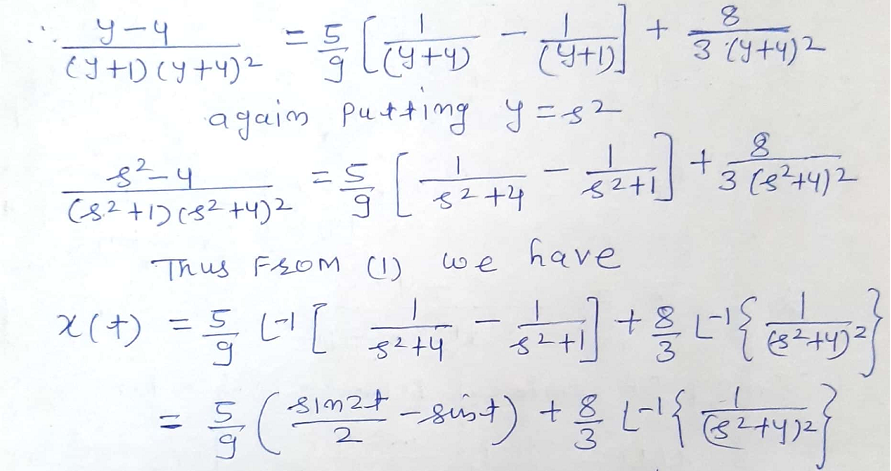 ∴ (y-4)/((y+1)(y+4)²) = 5/9 [1/(y+4) - 1/(y+1)] + 8/(3(y+4)²)
again putting y = s²
(s²-4)/((s²+1)(s²+4)²) = 5/9 [1/(s²+4) - 1/(s²+1)] + 8/(3(s²+4)²)
Thus From (1) we have
x(t) = 5/9 L⁻¹[1/(s²+4) - 1/(s²+1)] + 8/3 L⁻¹{1/(s²+4)²}
= 5/9 (sin2t/2 - sint) + 8/3 L⁻¹{1/(s²+4)²}